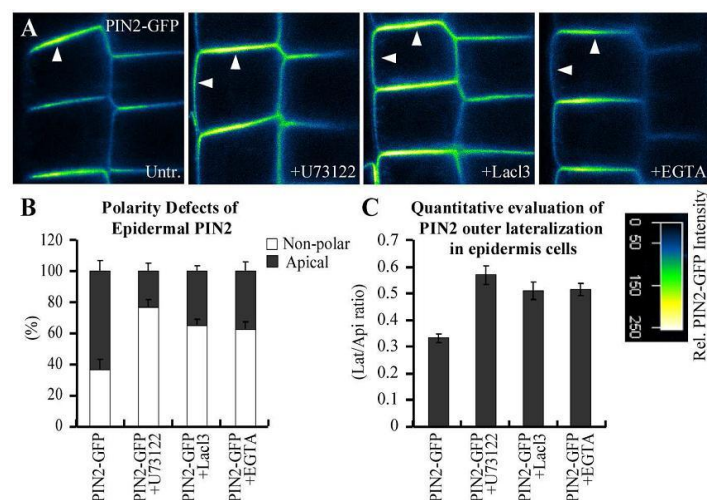 A PIN2-GFP
Untr.
+U73122
+Lacl3
+EGTA
B
Polarity Defects of
Epidermal PIN2
Non-polar
Apical
(%)
120
100
80
60
40
20
0
PIN2-GFP
PIN2-GFP
+U73122
PIN2-GFP
+Lacl3
PIN2-GFP
+EGTA
C
Quantitative evaluation of
PIN2 outer lateralization
in epidermis cells
(Lat/Api ratio)
0.7
0.6
0.5
0.4
0.3
0.2
0.1
0
PIN2-GFP
PIN2-GFP
+U73122
PIN2-GFP
+Lacl3
PIN2-GFP
+EGTA
0
50
150
250
Rel. PIN2-GFP Intensity